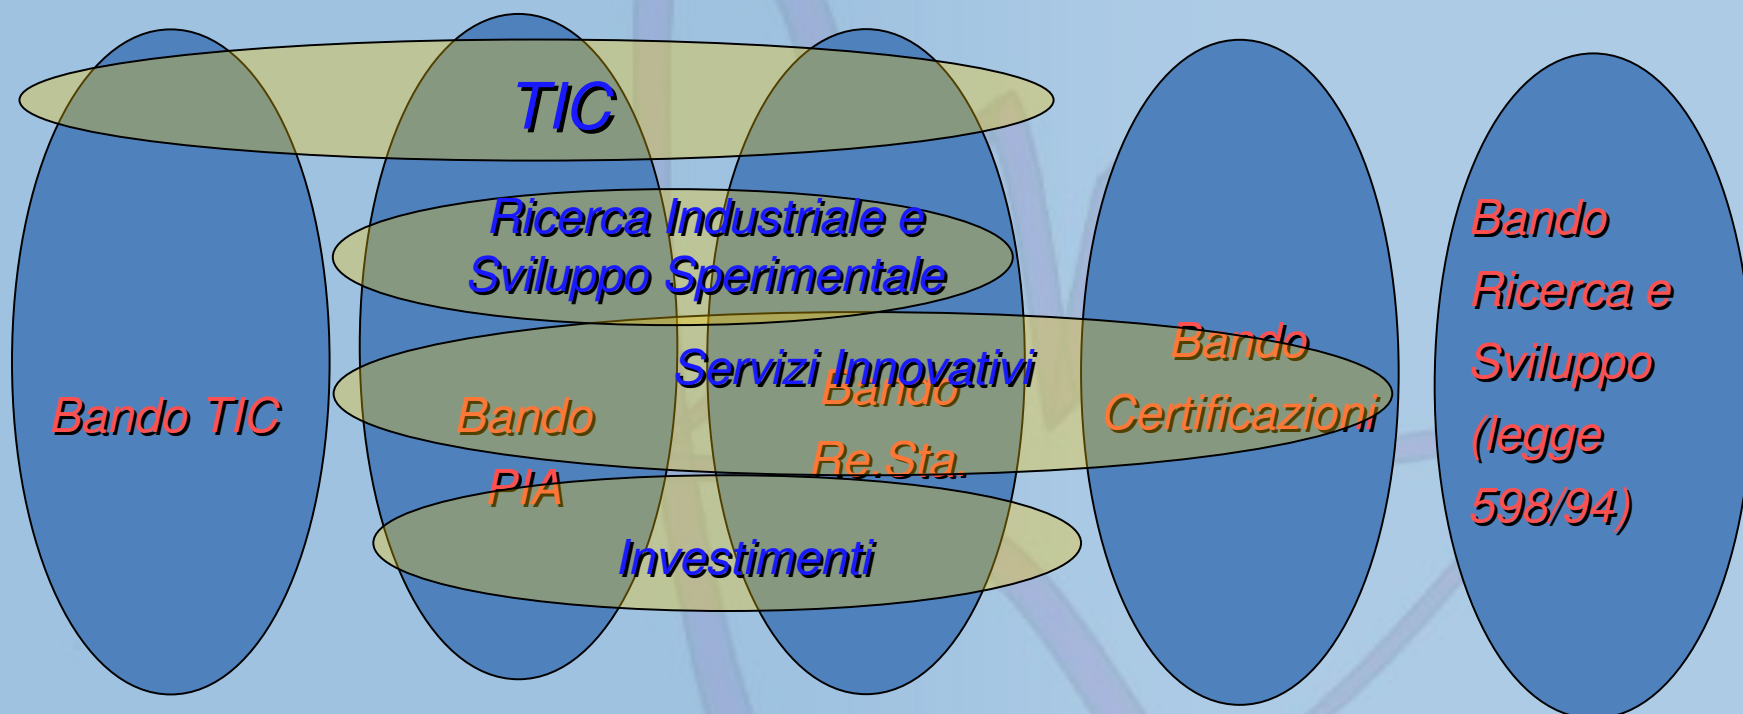 TIC
Ricerca Industriale e
Sviluppo Sperimentale
Servizi Innovativi
Investimenti
Bando TIC
Bando
PIA
Bando
Re.Sta.
Bando
Certificazioni
Bando
Ricerca e
Sviluppo
(legge
598/94)